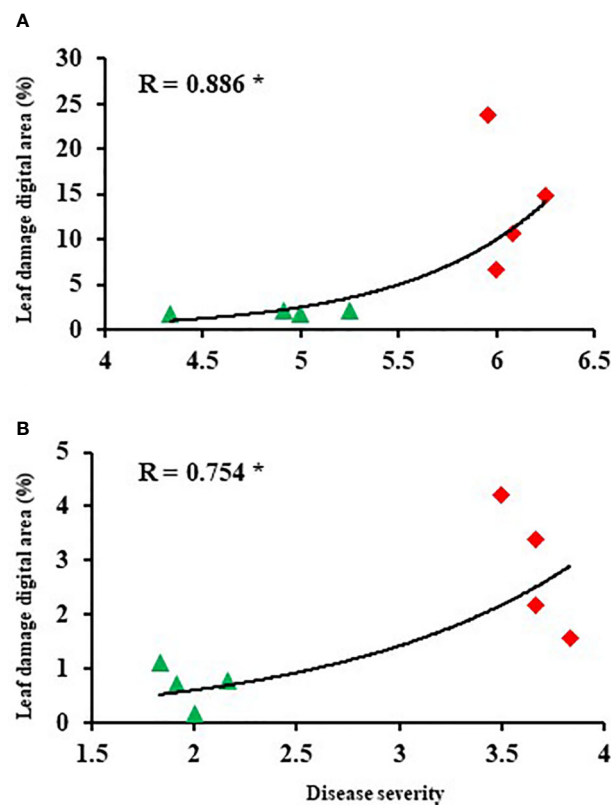 A
R = 0.886 *
Leaf damage digital area (%)
30
25
20
15
10
5
0
4 4.5 5 5.5 6 6.5
B
R = 0.754 *
Leaf damage digital area (%)
5
4
3
2
1
0
1.5 2 2.5 3 3.5 4
Disease severity